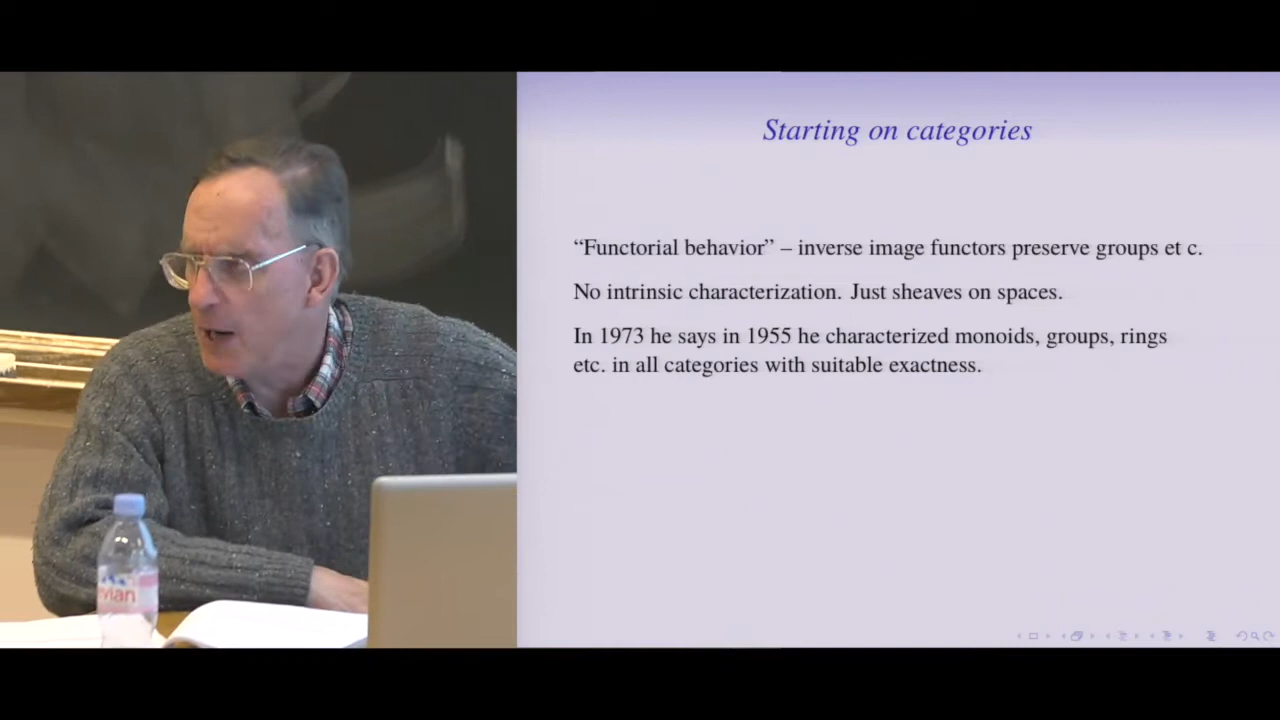 Starting on categories
“Functorial behavior” – inverse image functors preserve groups et c.
No intrinsic characterization. Just sheaves on spaces.
In 1973 he says in 1955 he characterized monoids, groups, rings
etc. in all categories with suitable exactness.
evian